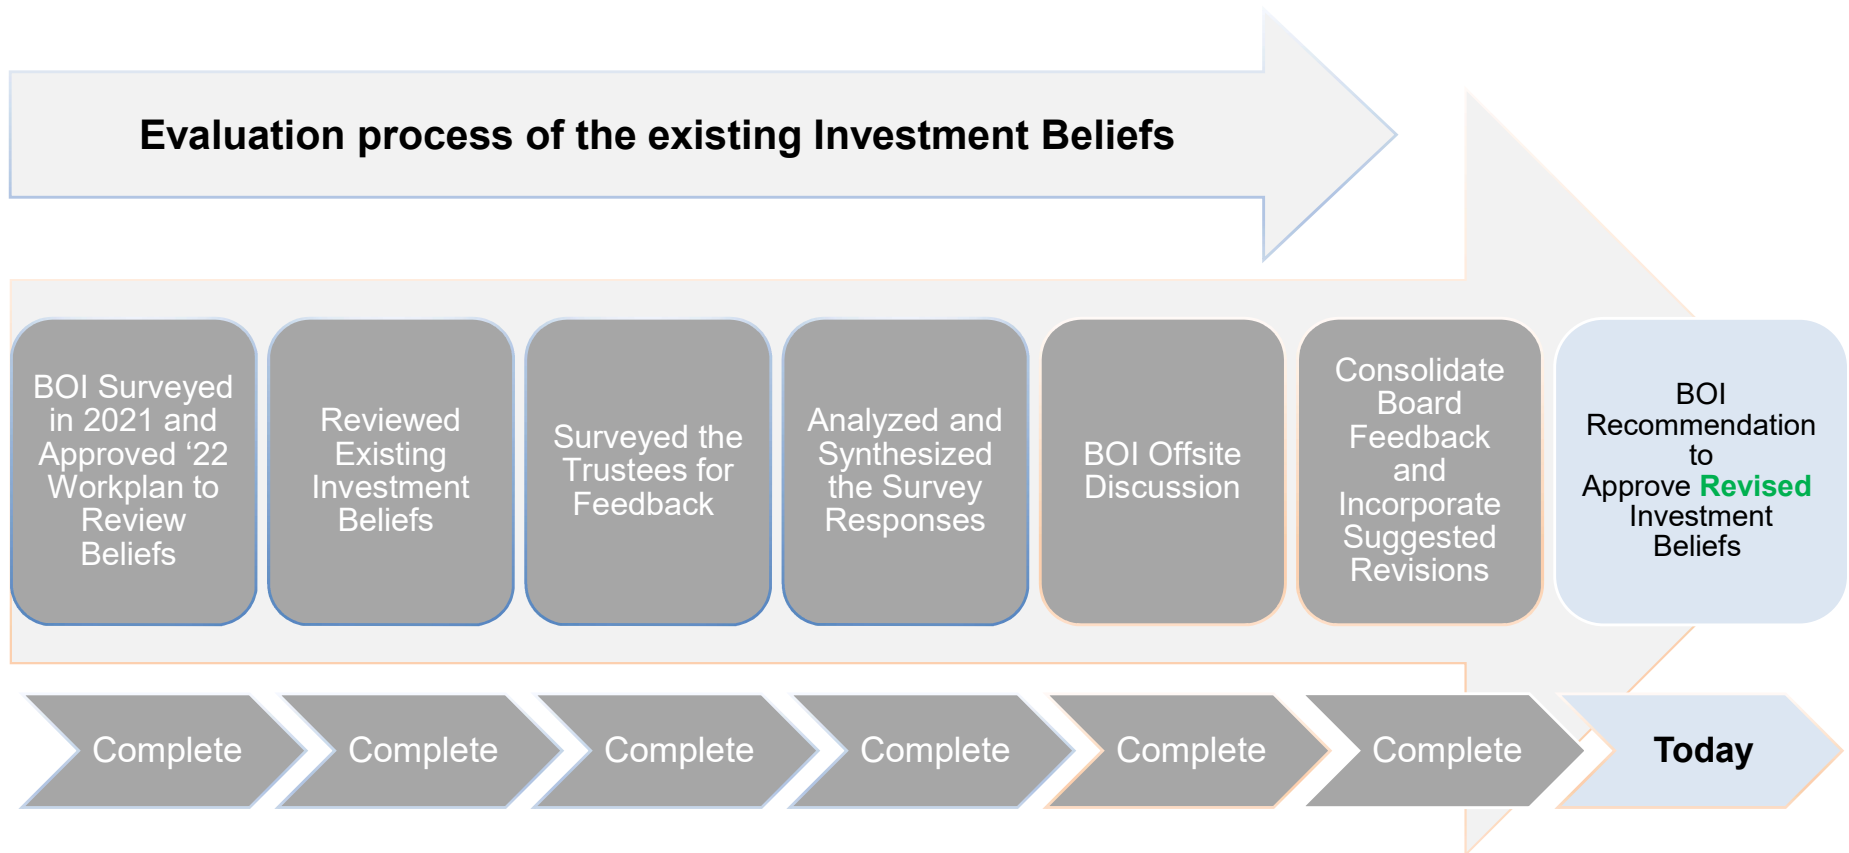 Evaluation process of the existing Investment Beliefs
BOI Surveyed
in 2021 and
Approved ‘22
Workplan to
Review
Beliefs
Reviewed
Existing
Investment
Beliefs
Surveyed the
Trustees for
Feedback
Analyzed and
Synthesized
the Survey
Responses
BOI Offsite
Discussion
Consolidate
Board
Feedback
and
Incorporate
Suggested
Revisions
BOI
Recommendation
to
Approve Revised
Investment
Beliefs
Complete
Complete
Complete
Complete
Complete
Complete
Today